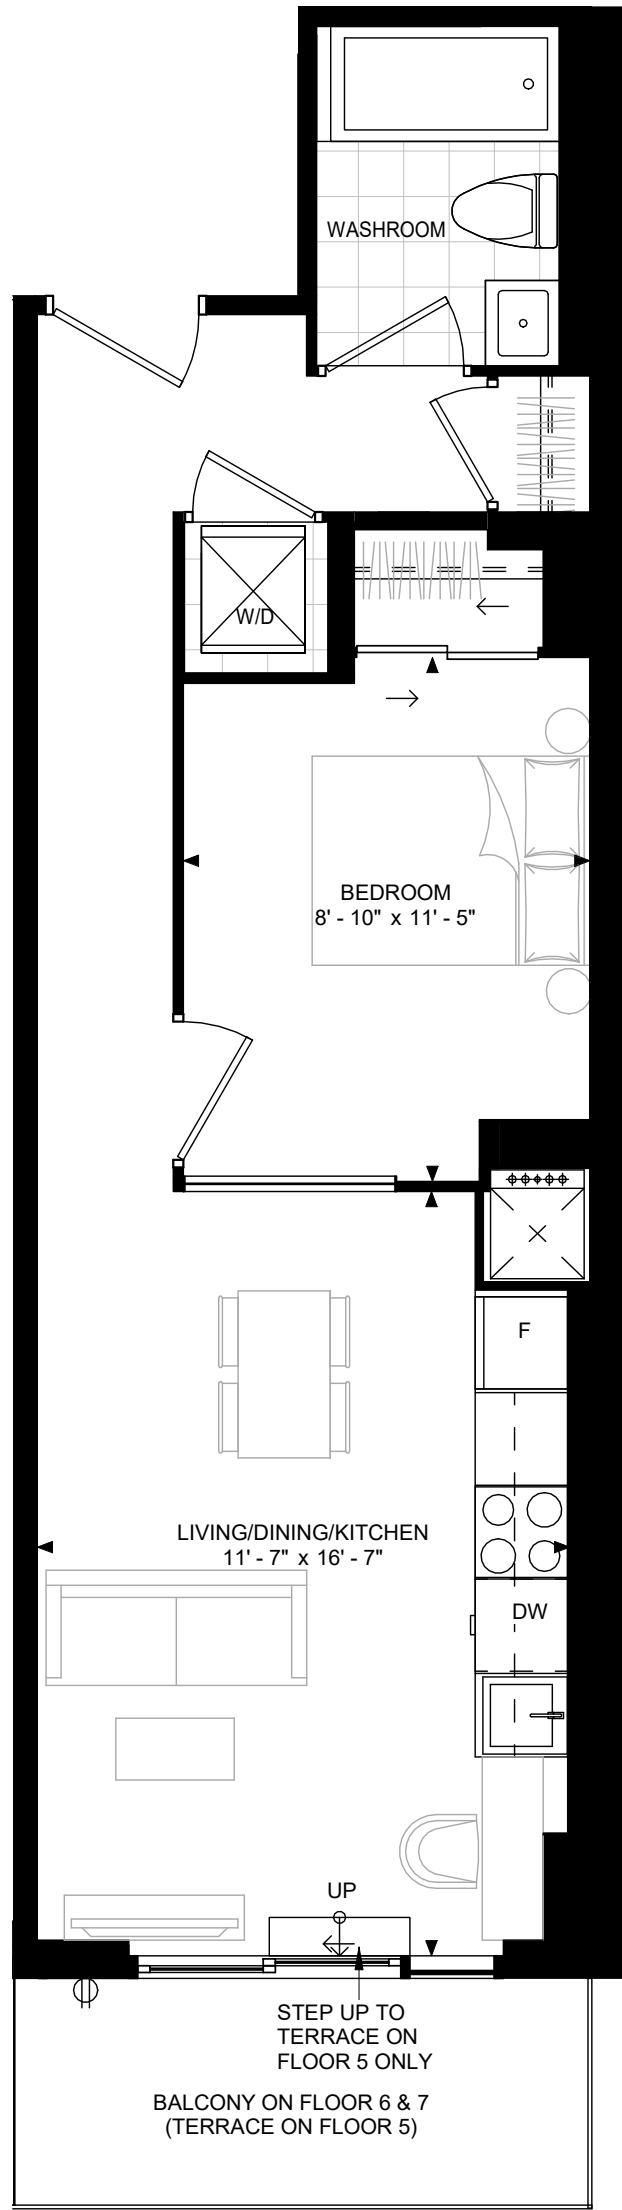 WASHROOM
W/D
BEDROOM
8' - 10" x 11' - 5"
F
LIVING/DINING/KITCHEN
11' - 7" x 16' - 7"
DW
UP
STEP UP TO
TERRACE ON
FLOOR 5 ONLY
BALCONY ON FLOOR 6 & 7
(TERRACE ON FLOOR 5)